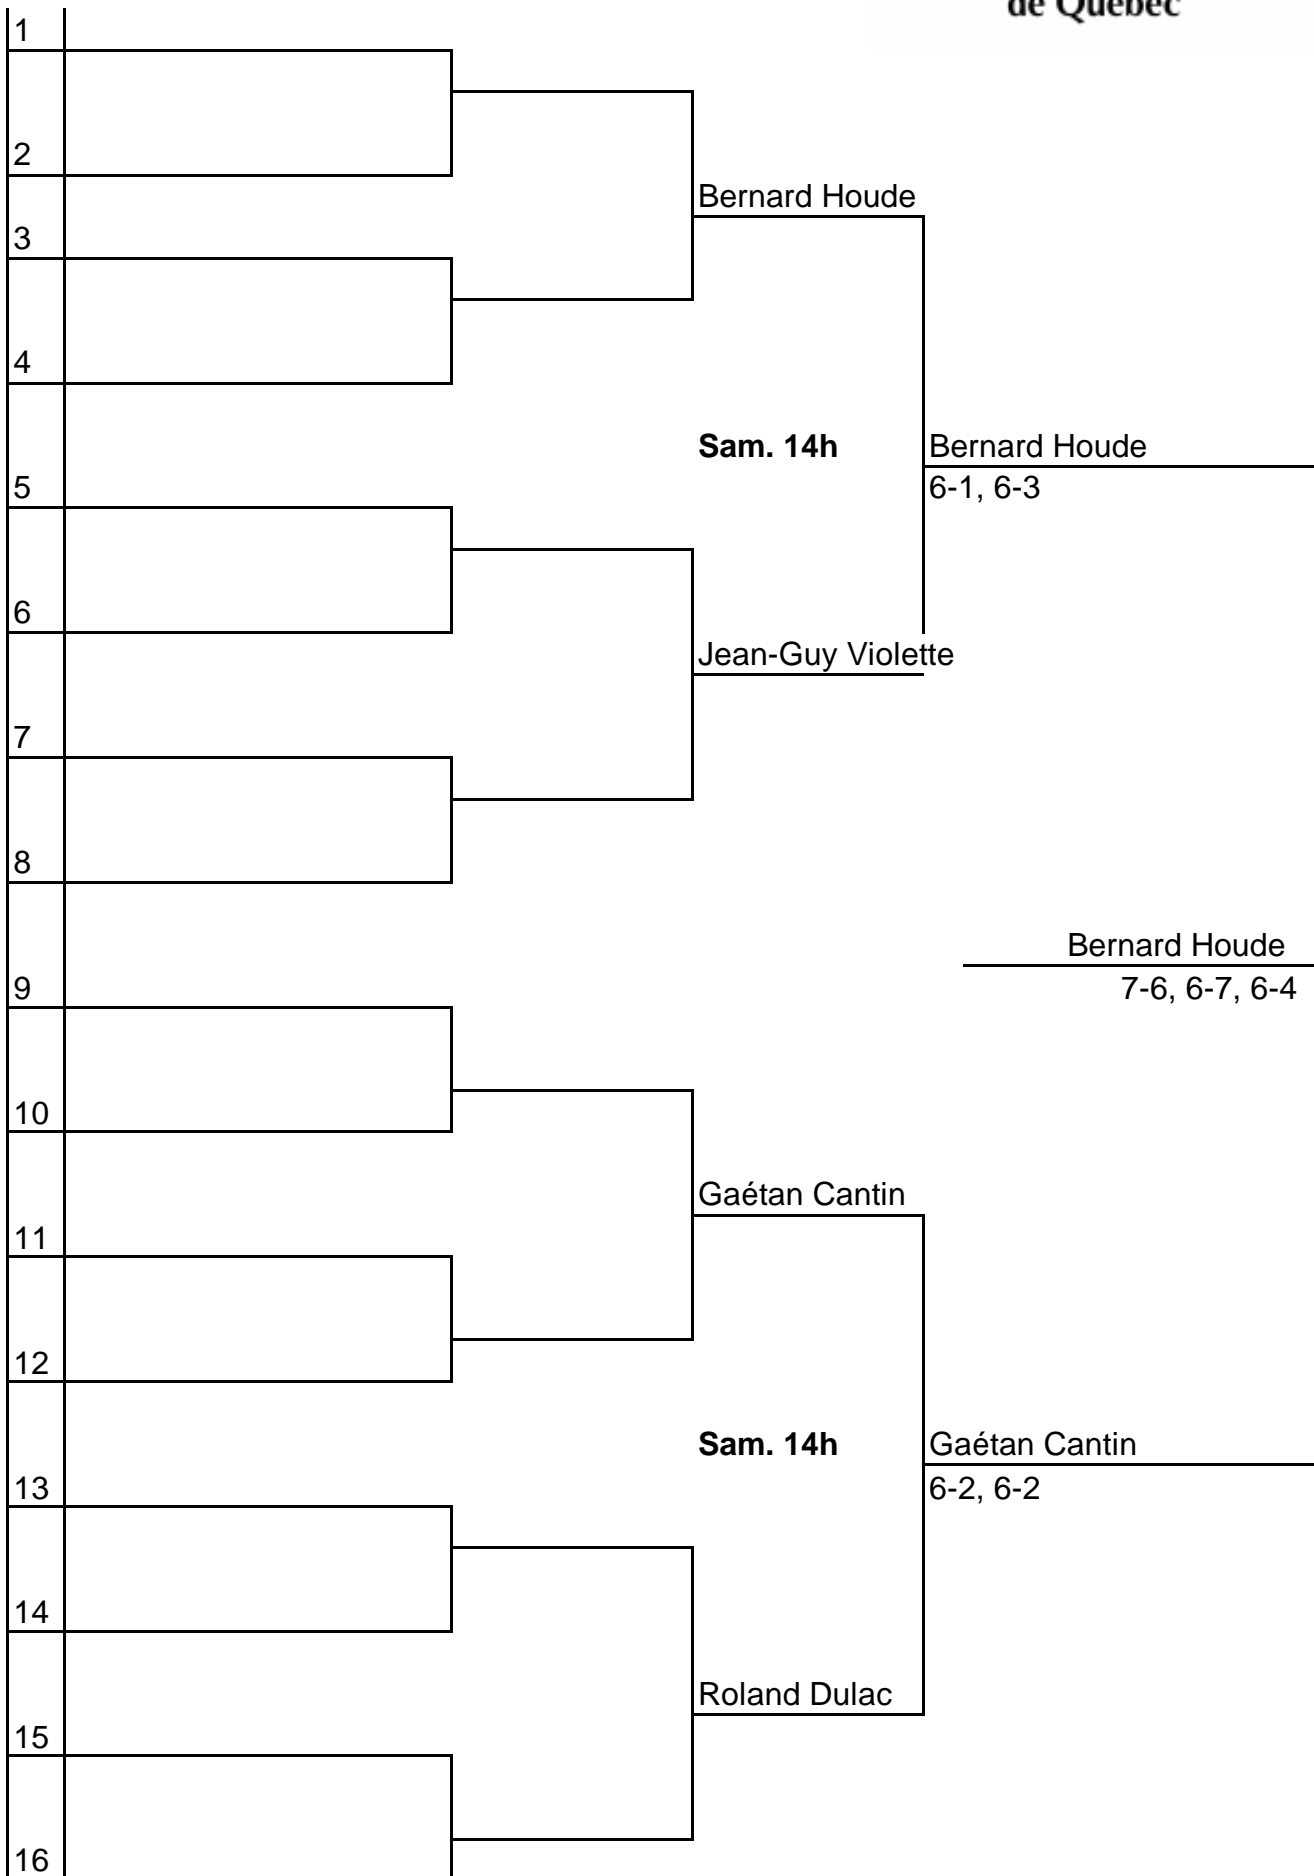 de Québec
1
2
Bernard Houde
3
4
Sam. 14h
Bernard Houde
5
6-1, 6-3
6
Jean-Guy Violette
7
8
Bernard Houde
9
7-6, 6-7, 6-4
10
Gaétan Cantin
11
12
Sam. 14h
Gaétan Cantin
13
6-2, 6-2
14
Roland Dulac
15
16